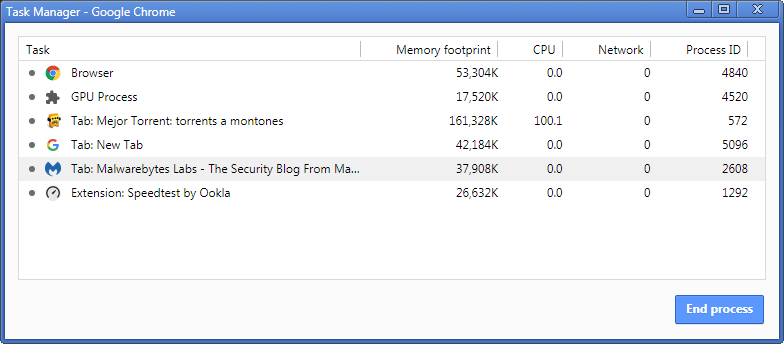 Task Manager - Google Chrome
Task Memory footprint CPU Network Process ID
Browser 53,304K 0.0 0 4840
GPU Process 17,520K 0.0 0 4520
Tab: Mejor Torrent: torrents a montones 161,328K 100.1 0 572
Tab: New Tab 42,184K 0.0 0 5096
Tab: Malwarebytes Labs - The Security Blog From Ma... 37,908K 0.0 0 2608
Extension: Speedtest by Ookla 26,632K 0.0 0 1292
End process